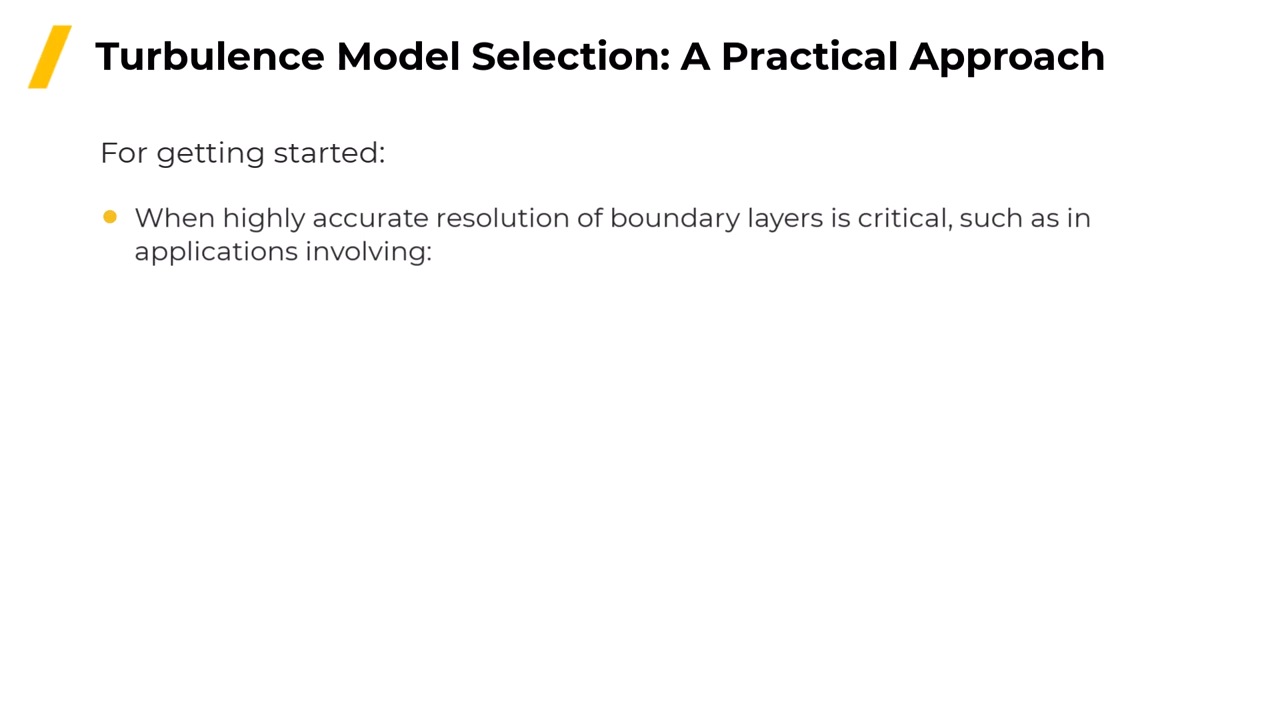 Turbulence Model Selection: A Practical Approach
For getting started:
When highly accurate resolution of boundary layers is critical, such as in
applications involving: